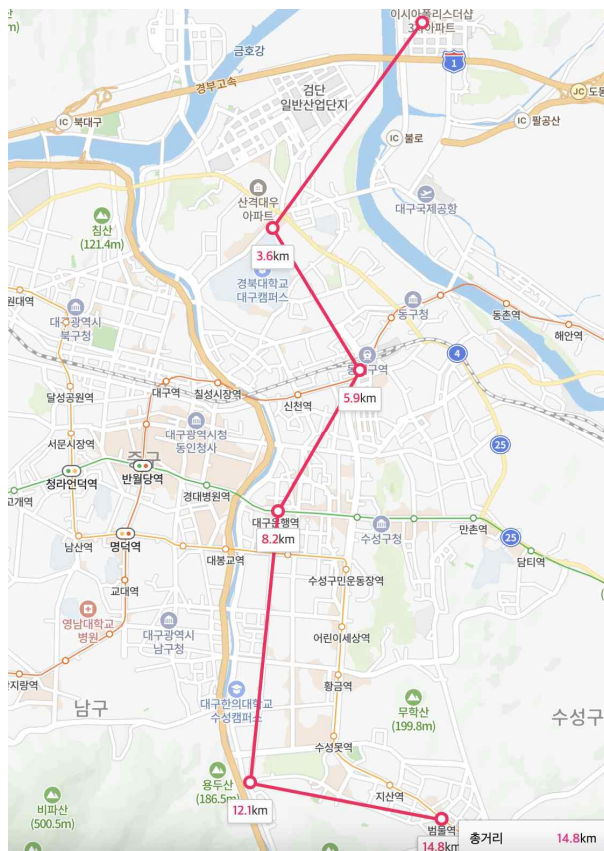 이시아폴리스더샵
3차아파트
금호강
1
경부고속
검단
일반산업단지
JC
IC 북대구
IC 팔공산
IC 불로
산격대우
아파트
대구국제공항
침산
(121.4m)
3.6km
경북대학교
대구캠퍼스
동구청
동촌역
대구광역시
북구청
해안역
4
달성공원역
대구역
칠성시장역
신천역
5.9km
서문시장역
대구광역시청
동인청사
25
중구
청라언덕역
반월당역
경대병원역
고개역
대구은행역
8.2km
수성구청
만촌역
25
담티역
남산역
명덕역
대봉교역
수성구민운동장역
교대역
영남대학교
병원
대구광역시
남구청
어린이세상역
안지랑역
대구한의대학교
수성캠퍼스
황금역
남구
무학산
(199.8m)
수성구
수성못역
용두산
(186.5m)
비파산
(500.5m)
지산역
12.1km
범물역
14.8km
총거리 14.8km